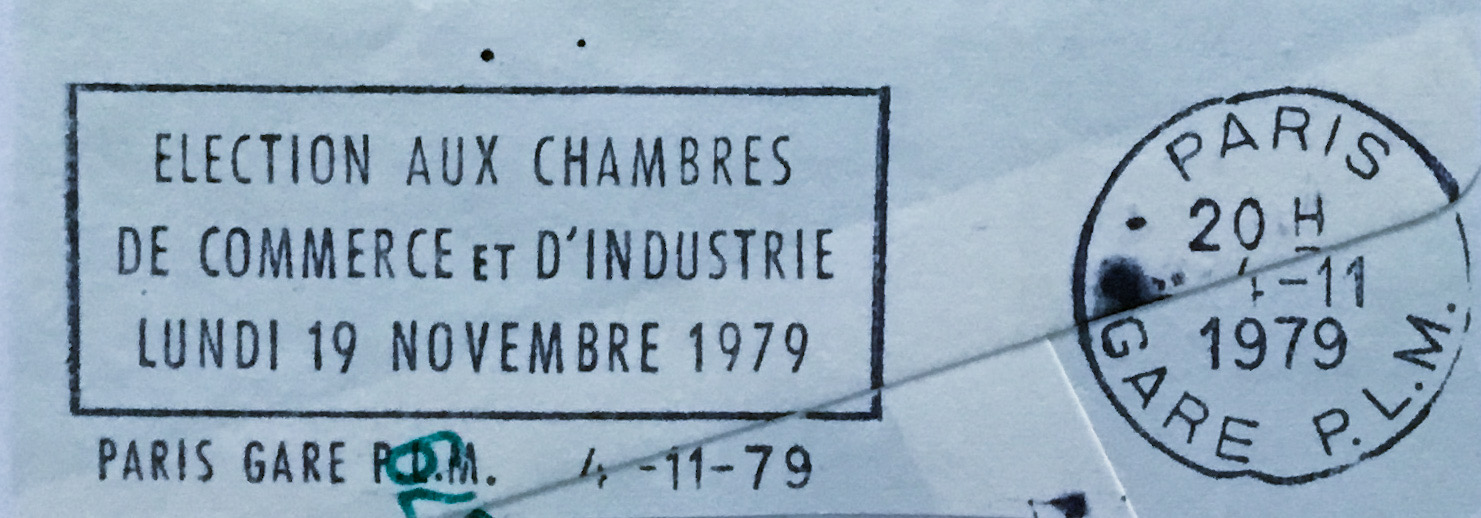 ELECTION AUX CHAMBRES
DE COMMERCE ET D'INDUSTRIE
LUNDI 19 NOVEMBRE 1979
PARIS GARE P.L.M. 4-11-79
PARIS
20 H
4-11
1979
GARE P.L.M.